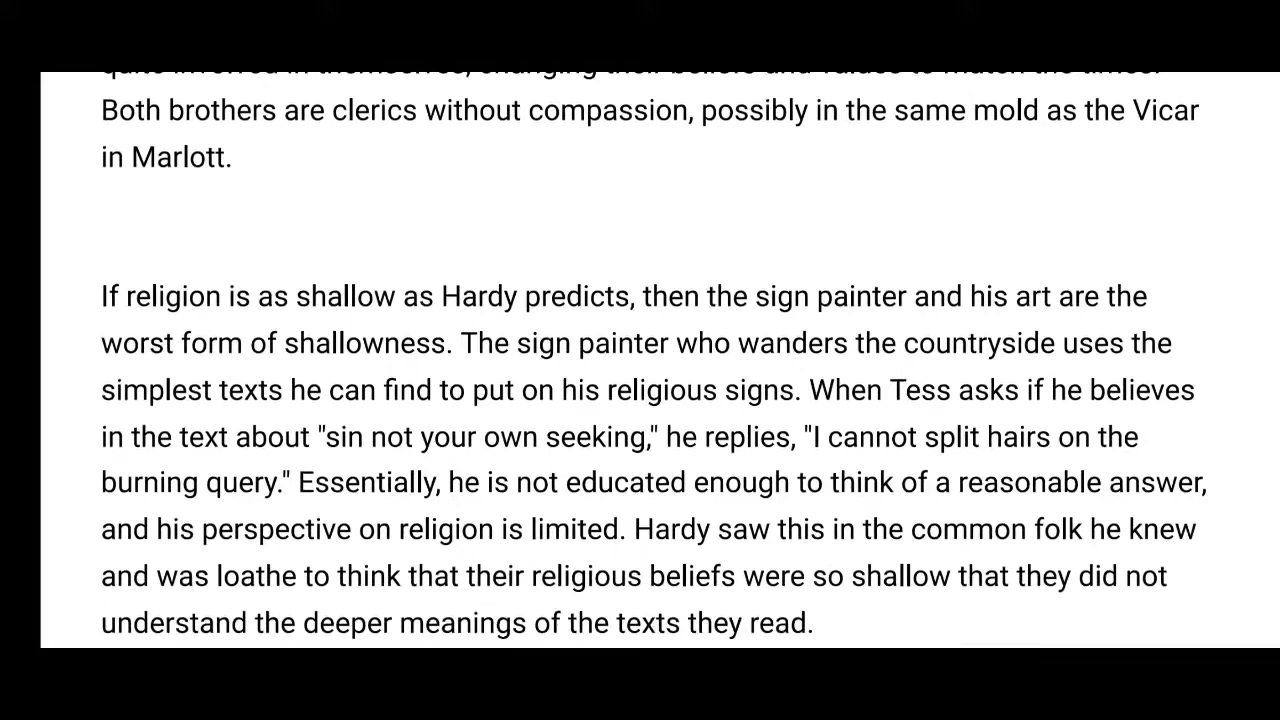 Both brothers are clerics without compassion, possibly in the same mold as the Vicar
in Marlott.
If religion is as shallow as Hardy predicts, then the sign painter and his art are the
worst form of shallowness. The sign painter who wanders the countryside uses the
simplest texts he can find to put on his religious signs. When Tess asks if he believes
in the text about "sin not your own seeking," he replies, "I cannot split hairs on the
burning query." Essentially, he is not educated enough to think of a reasonable answer,
and his perspective on religion is limited. Hardy saw this in the common folk he knew
and was loathe to think that their religious beliefs were so shallow that they did not
understand the deeper meanings of the texts they read.